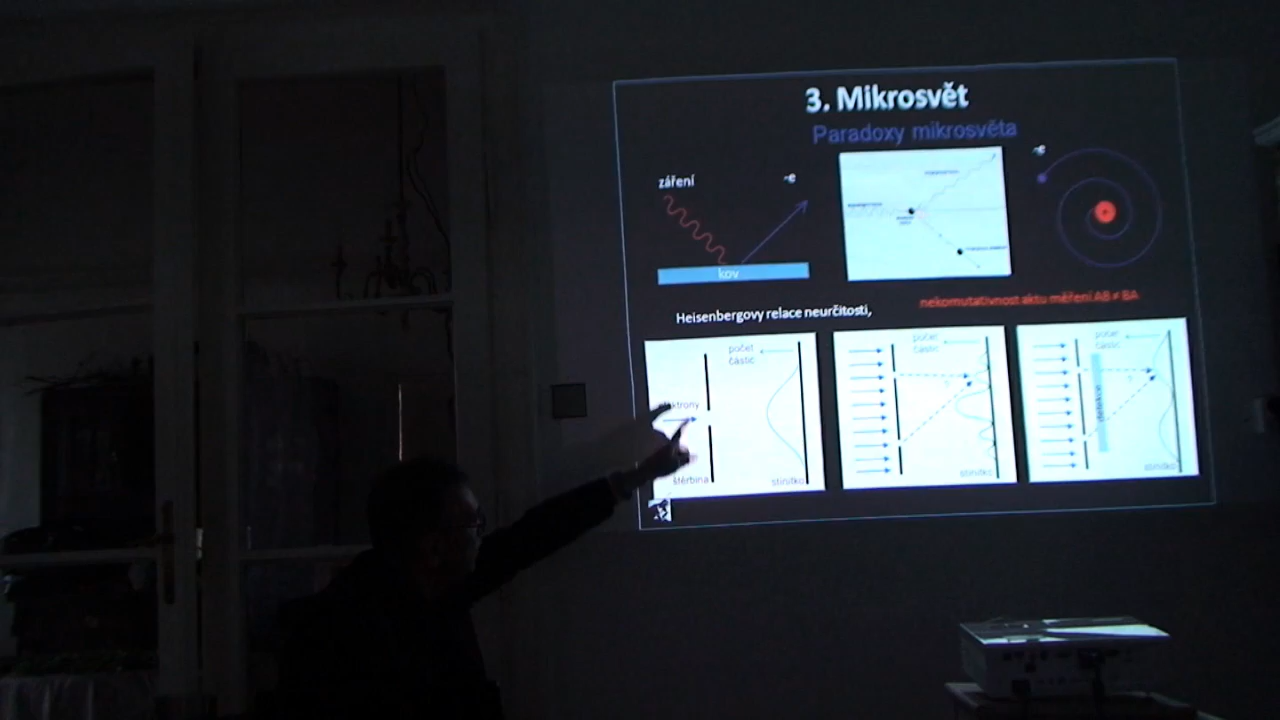 3. Mikrosvět
Paradoxy mikrosvěta
záření
-e
-e
kov
Heisenbergovy relace neurčitosti,
nekomutativnost aktu měření AB ≠ BA
počet
částic
štěrbina
stínítko
počet
částic
stínítko
počet
částic
detekce
stínítko